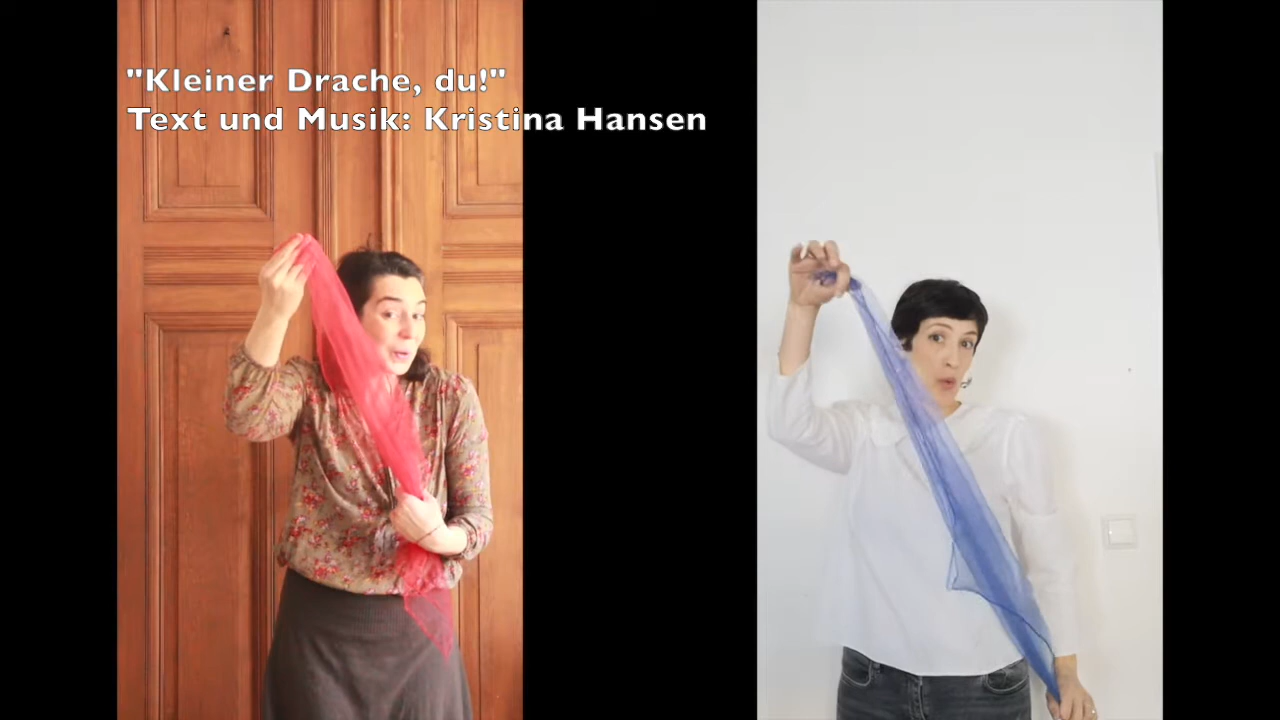 "Kleiner Drache, du!"
Text und Musik: Kristina Hansen